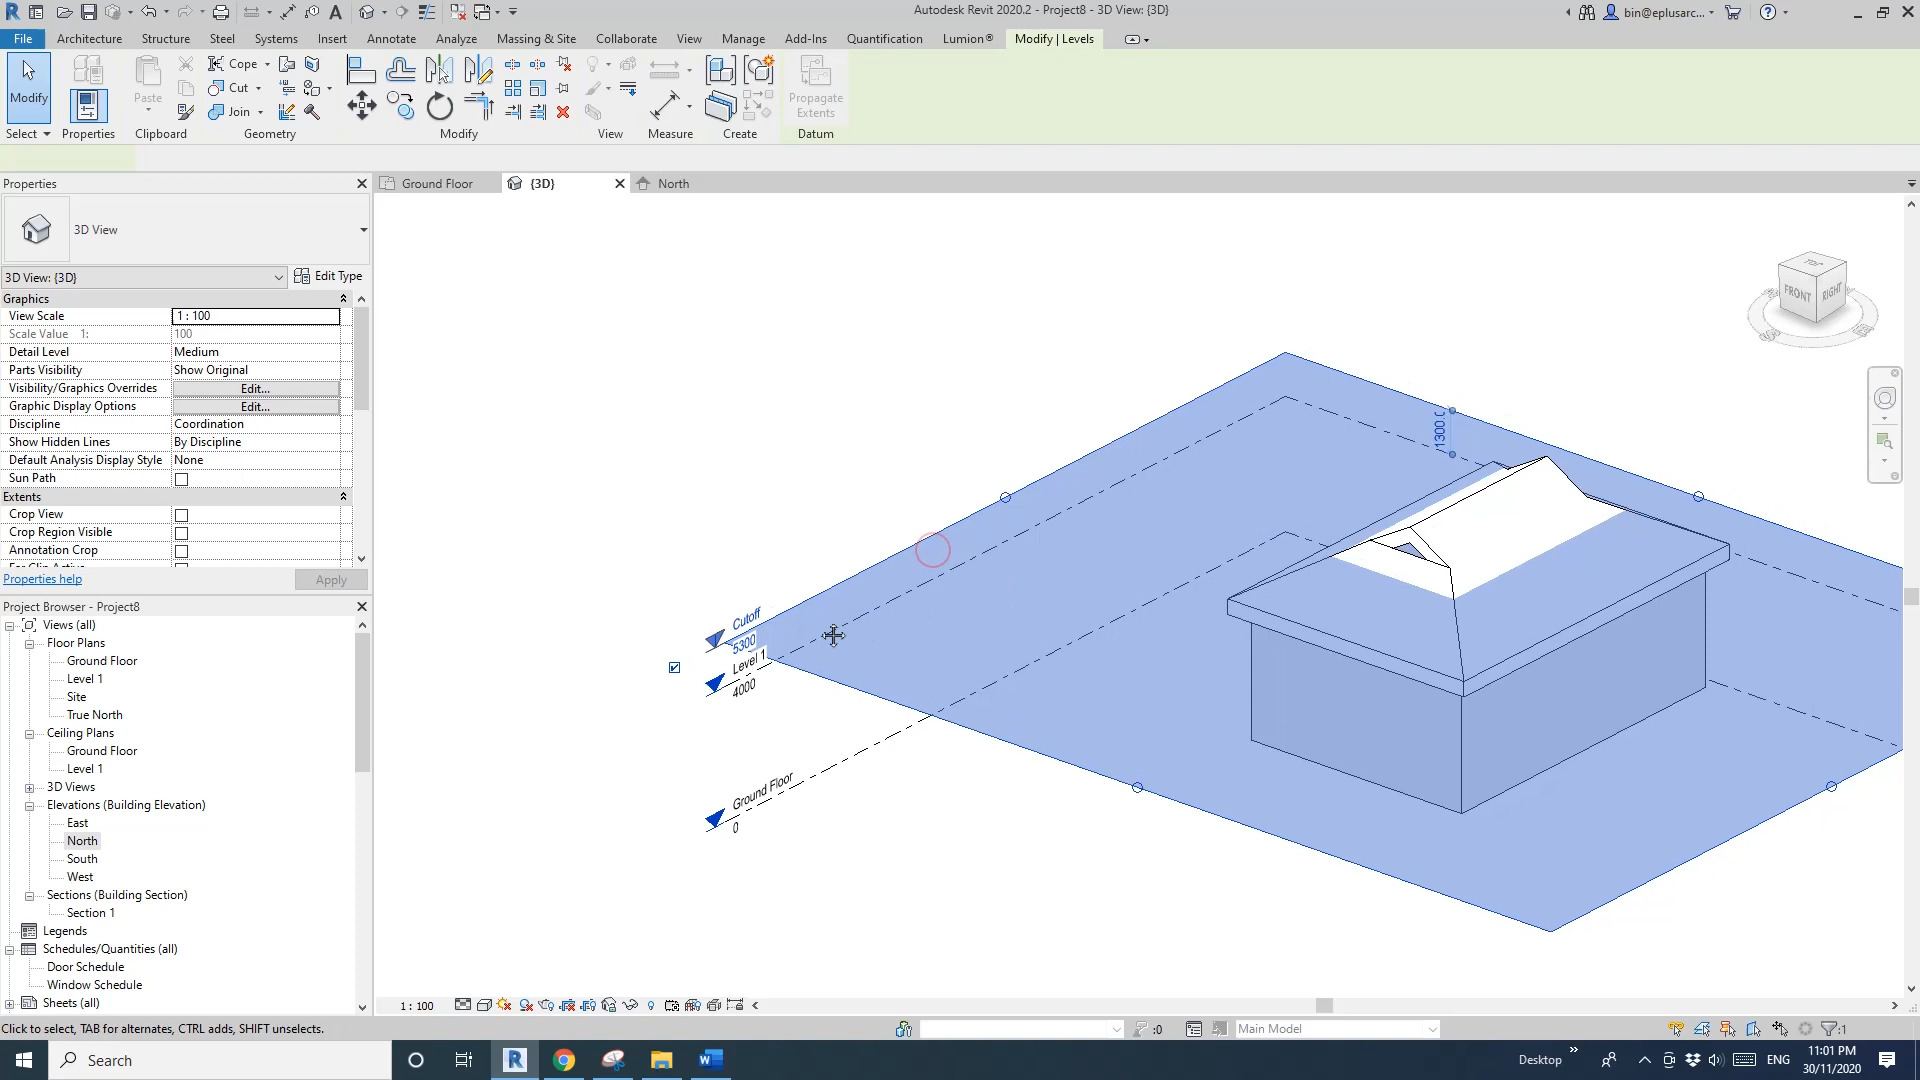 Autodesk Revit 2020.2 - Project8 - 3D View: {3D}
bin@eplusarc...
File Architecture Structure Steel Systems Insert Annotate Analyze Massing & Site Collaborate View Manage Add-Ins Quantification Lumion® Modify | Levels
Modify
Paste
Cope
Cut
Join
Propagate
Extents
Select Properties Clipboard Geometry Modify View Measure Create Datum
Properties
Ground Floor {3D} North
3D View
3D View: {3D} Edit Type
Graphics
View Scale 1 : 100
Scale Value 1: 100
Detail Level Medium
Parts Visibility Show Original
Visibility/Graphics Overrides Edit...
Graphic Display Options Edit...
Discipline Coordination
Show Hidden Lines By Discipline
Default Analysis Display Style None
Sun Path
Extents
Crop View
Crop Region Visible
Annotation Crop
Properties help Apply
Project Browser - Project8
Views (all)
Floor Plans
Ground Floor
Level 1
Site
True North
Ceiling Plans
Ground Floor
Level 1
3D Views
Elevations (Building Elevation)
East
North
South
West
Sections (Building Section)
Section 1
Legends
Schedules/Quantities (all)
Door Schedule
Window Schedule
Sheets (all)
TOP
FRONT RIGHT
Cutoff
5300
Level 1
4000
Ground Floor
0
1 : 100
Click to select, TAB for alternates, CTRL adds, SHIFT unselects.
:0
Main Model
:1
Search
Desktop
ENG
11:01 PM
30/11/2020